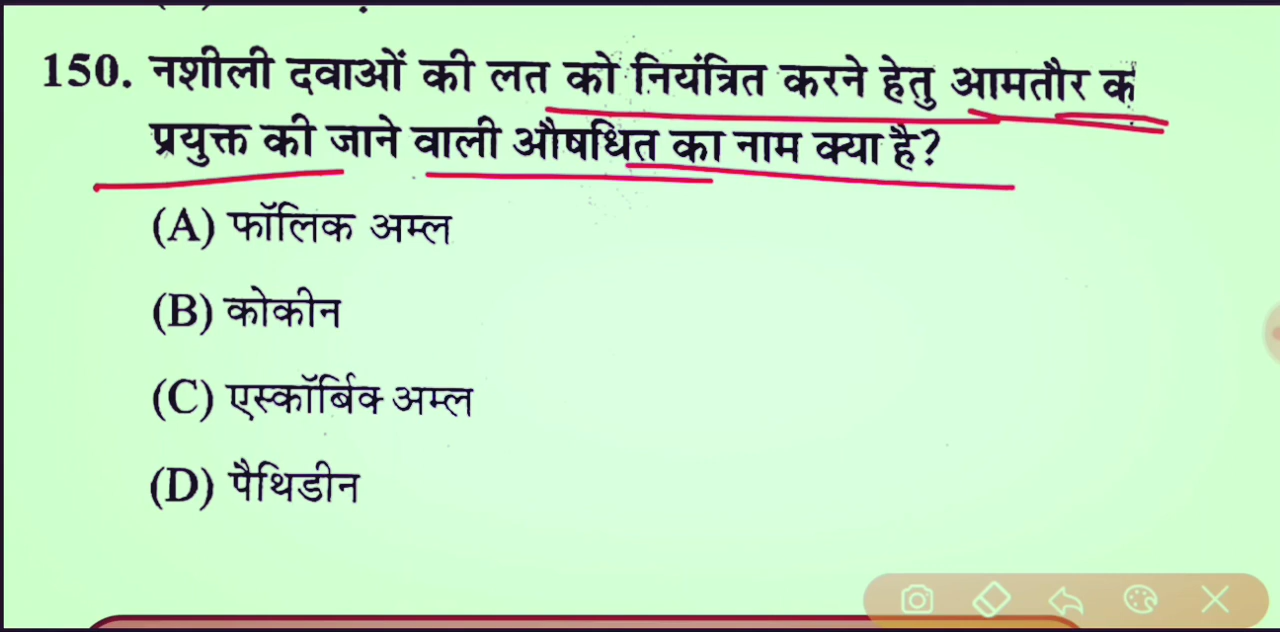 150. नशीली दवाओं की लत को नियंत्रित करने हेतु आमतौर
प्रयुक्त की जाने वाली औषधित का नाम क्या है?
(A) फॉलिक अम्ल
(B) कोकीन
(C) एस्कॉर्बिक अम्ल
(D) पैथिडीन